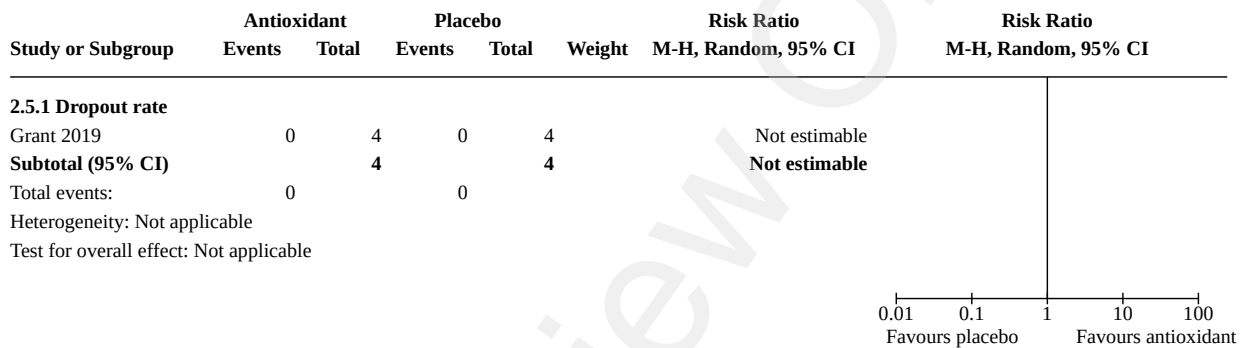 Antioxidant Placebo Risk Ratio Risk Ratio
Study or Subgroup Events Total Events Total Weight M-H, Random, 95% CI M-H, Random, 95% CI
2.5.1 Dropout rate
Grant 2019 0 4 0 4 Not estimable
Subtotal (95% CI) 4 4 Not estimable
Total events: 0 0
Heterogeneity: Not applicable
Test for overall effect: Not applicable
0.01 0.1 1 10 100
Favours placebo Favours antioxidant